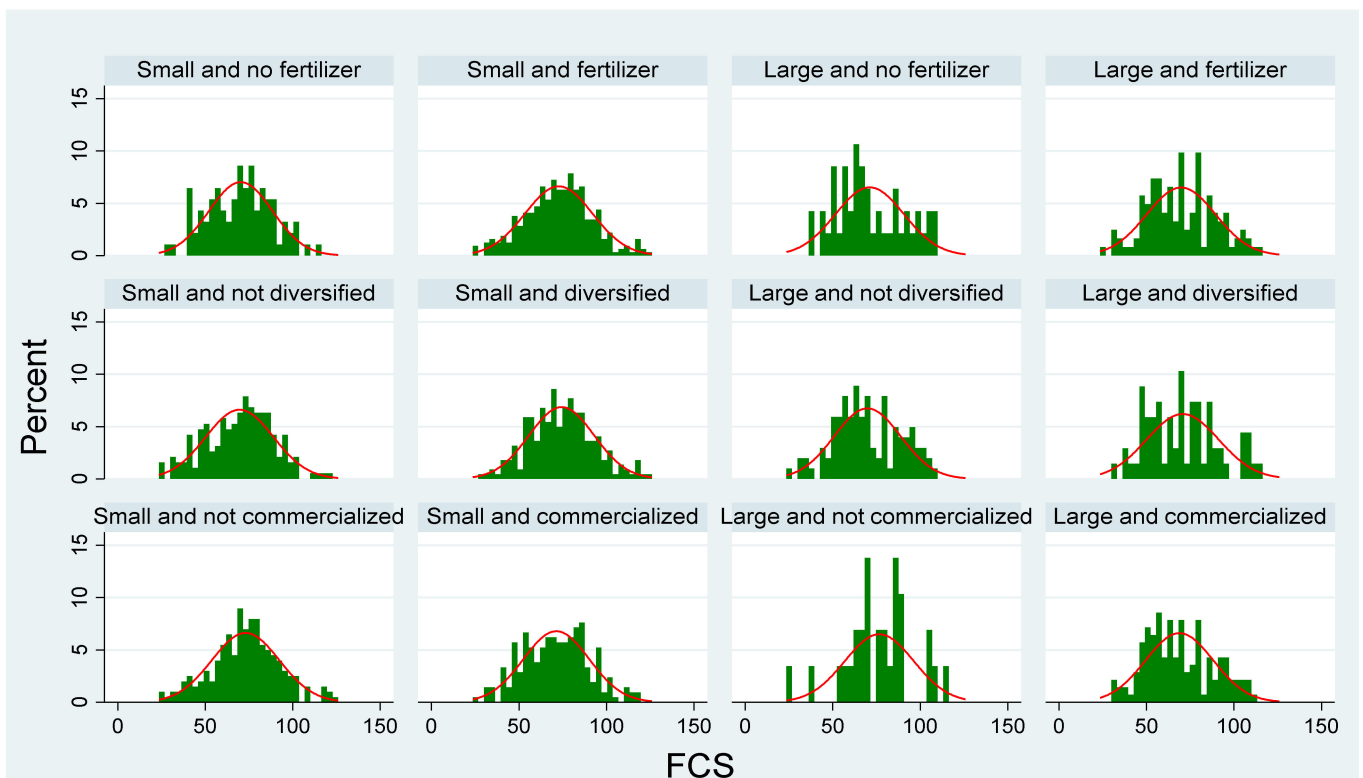 Small and no fertilizer
Small and fertilizer
Large and no fertilizer
Large and fertilizer
15
10
5
0
Small and not diversified
Small and diversified
Large and not diversified
Large and diversified
15
10
5
0
Small and not commercialized
Small and commercialized
Large and not commercialized
Large and commercialized
15
10
5
0
0 50 100 150
0 50 100 150
0 50 100 150
0 50 100 150
Percent
FCS